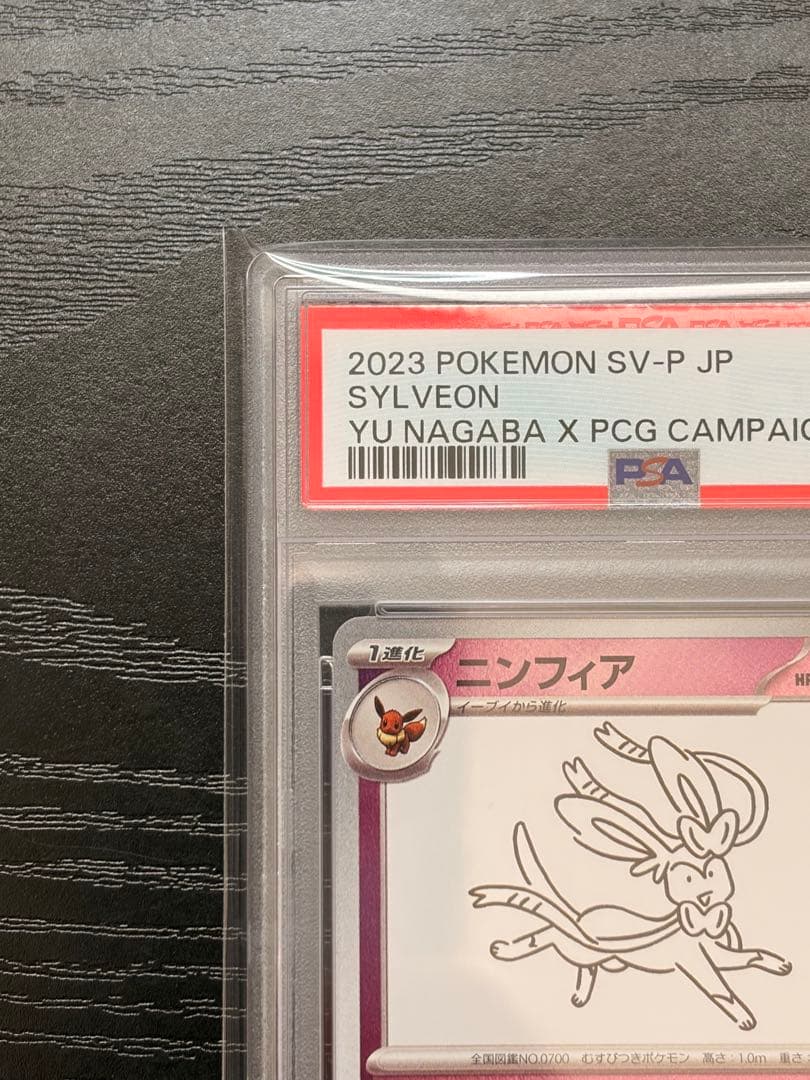 2023 POKEMON SV-P JP
SYLVEON
YU NAGABA X PCG CAMPAIG
PSA
1進化
ニンフィア
イーブイから進化
全国図鑑NO.0700 むすびつきポケモン 高さ:1.0m 重さ